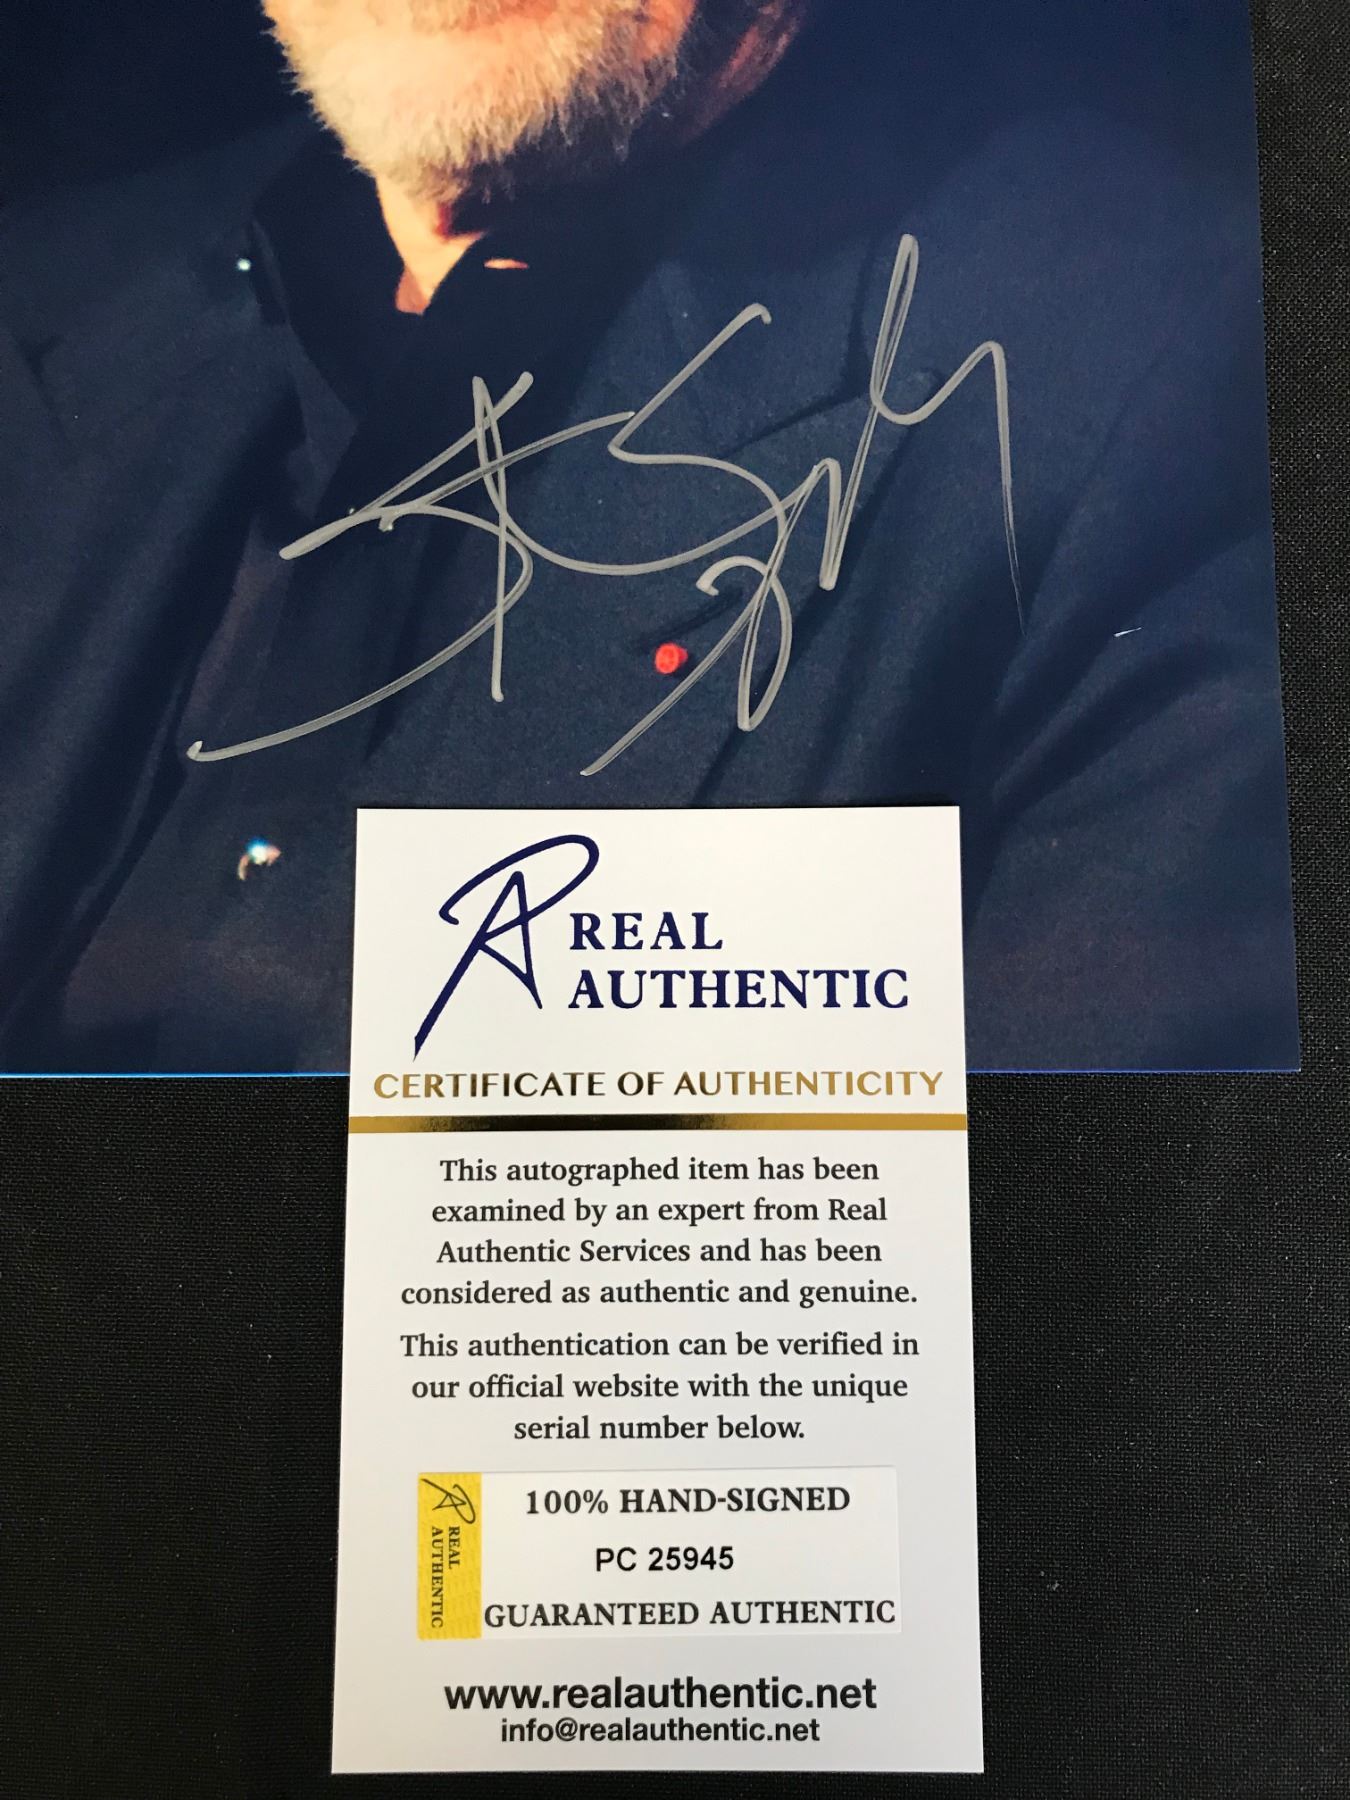 REAL
AUTHENTIC
CERTIFICATE OF AUTHENTICITY
This autographed item has been
examined by an expert from Real
Authentic Services and has been
considered as authentic and genuine.
This authentication can be verified in
our official website with the unique
serial number below.
REAL
AUTHENTIC
100% HAND-SIGNED
PC 25945
GUARANTEED AUTHENTIC
www.realauthentic.net
info@realauthentic.net